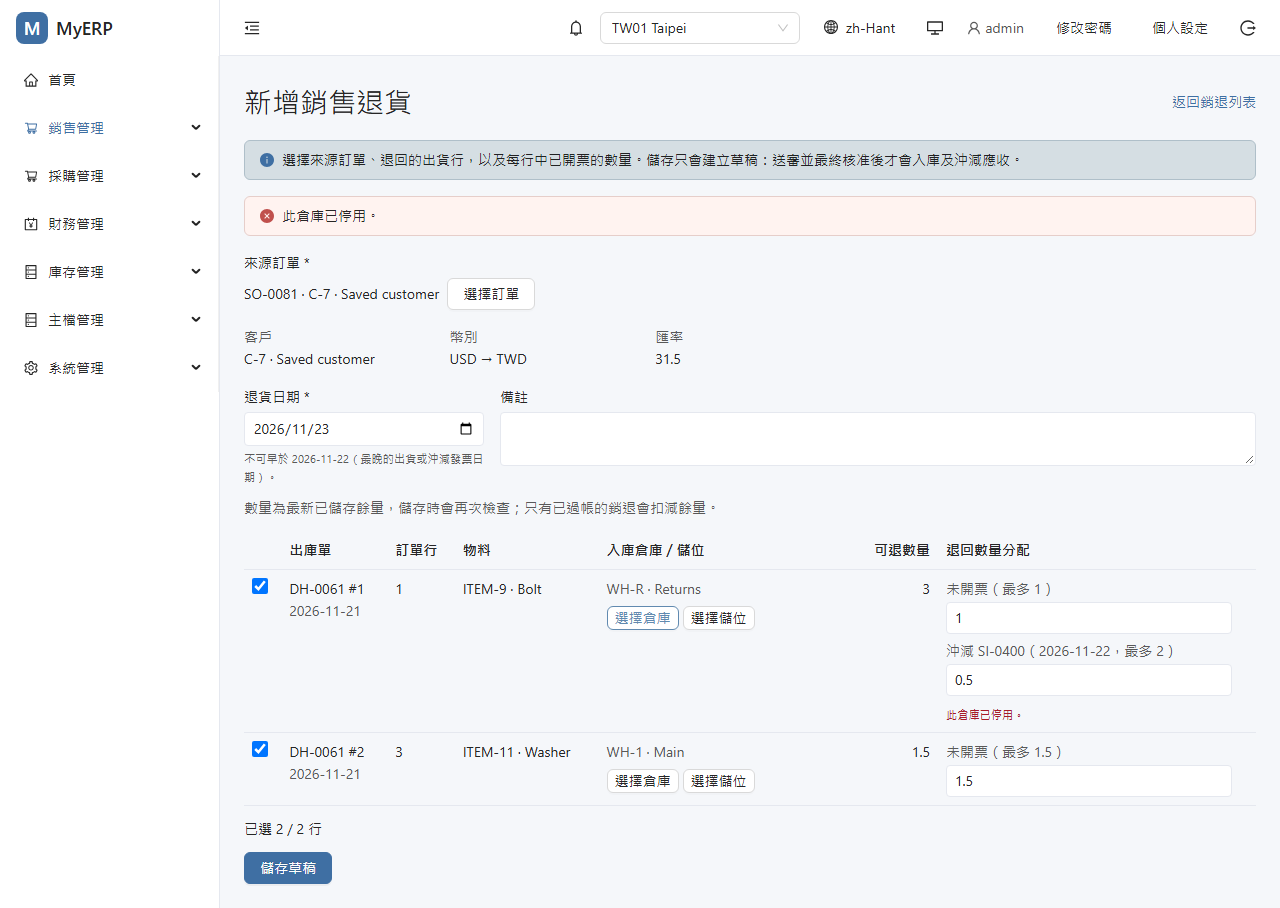 M MyERP
TW01 Taipei
zh-Hant
admin
修改密碼
個人設定
首頁
銷售管理
採購管理
財務管理
庫存管理
主檔管理
系統管理
新增銷售退貨
返回銷退列表
選擇來源訂單、退回的出貨行，以及每行中已開票的數量。儲存只會建立草稿：送審並最終核准後才會入庫及沖減應收。
此倉庫已停用。
來源訂單 *
SO-0081 · C-7 · Saved customer 選擇訂單
客戶 幣別 匯率
C-7 · Saved customer USD → TWD 31.5
退貨日期 * 備註
2026/11/23
不可早於 2026-11-22（最晚的出貨或沖減發票日
期）。
數量為最新已儲存餘量，儲存時會再次檢查；只有已過帳的銷退會扣減餘量。
出庫單 訂單行 物料 入庫倉庫 / 儲位 可退數量 退回數量分配
DH-0061 #1 1 ITEM-9 · Bolt WH-R · Returns 3 未開票（最多 1）
2026-11-21 選擇倉庫 選擇儲位 1
沖減 SI-0400（2026-11-22，最多 2）
0.5
此倉庫已停用。
DH-0061 #2 3 ITEM-11 · Washer WH-1 · Main 1.5 未開票（最多 1.5）
2026-11-21 選擇倉庫 選擇儲位 1.5
已選 2 / 2 行
儲存草稿